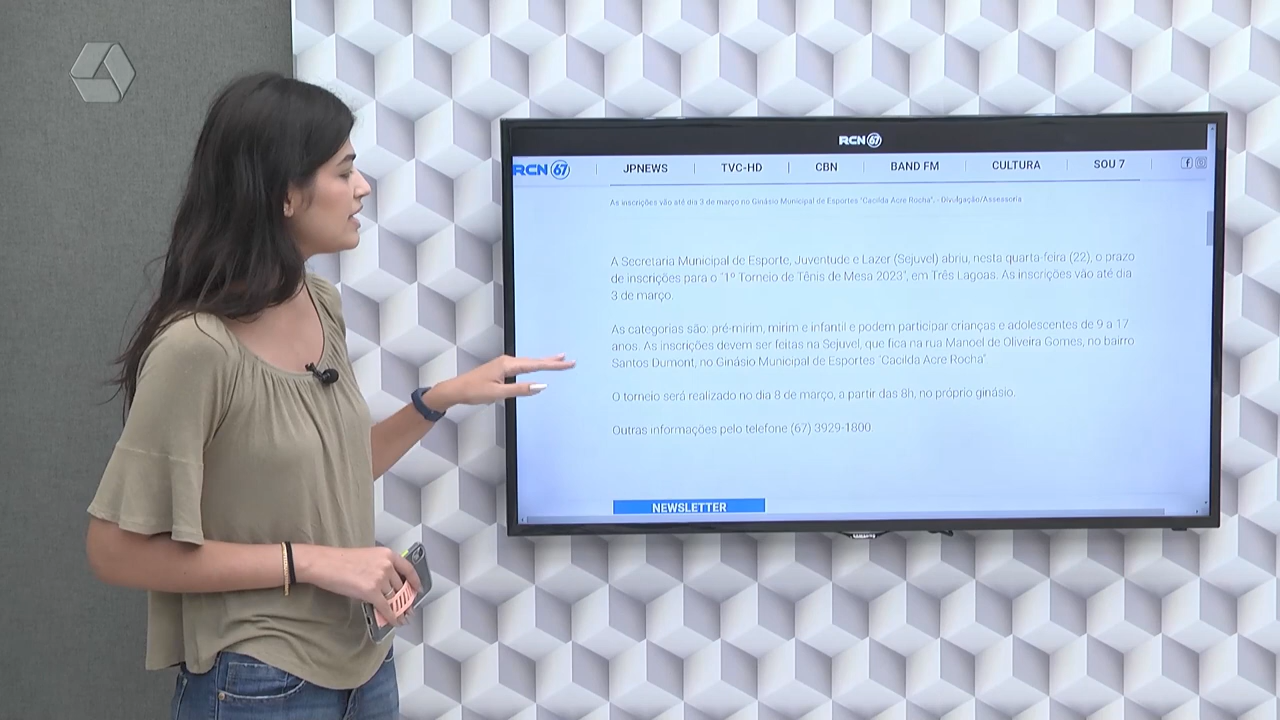 RCN 67
RCN 67 JPNEWS TVC-HD CBN BAND FM CULTURA SOU 7
As inscrições vão até dia 3 de março no Ginásio Municipal de Esportes "Cacilda Acre Rocha". - Divulgação/Assessoria
A Secretaria Municipal de Esporte, Juventude e Lazer (Sejuvel) abriu, nesta quarta-feira (22), o prazo
de inscrições para o "1º Torneio de Tênis de Mesa 2023", em Três Lagoas. As inscrições vão até dia
3 de março.
As categorias são: pré-mirim, mirim e infantil e podem participar crianças e adolescentes de 9 a 17
anos. As inscrições devem ser feitas na Sejuvel, que fica na rua Manoel de Oliveira Gomes, no bairro
Santos Dumont, no Ginásio Municipal de Esportes "Cacilda Acre Rocha"
O torneio será realizado no dia 8 de março, a partir das 8h, no próprio ginásio.
Outras informações pelo telefone (67) 3929-1800
NEWSLETTER